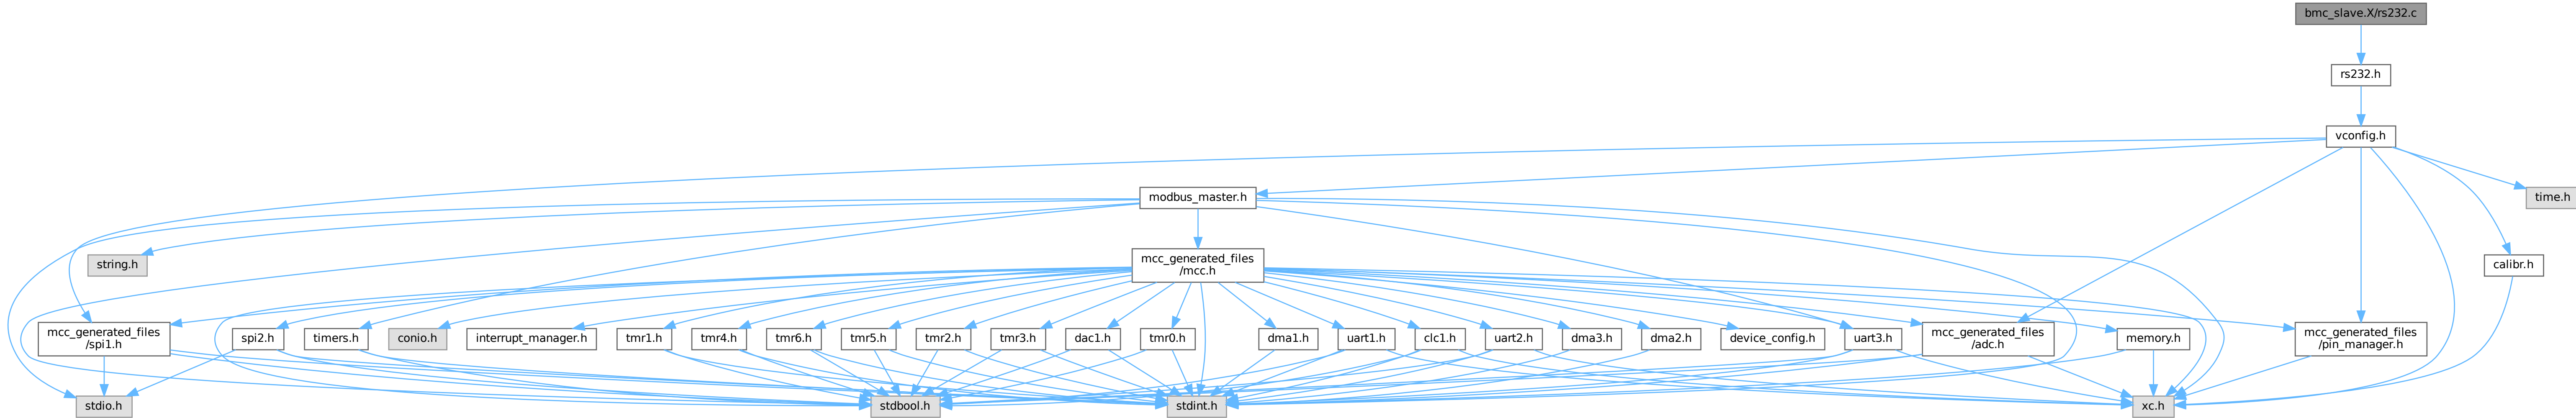 bmc_slave.X/rs232.c
rs232.h
vconfig.h
modbus_master.h
time.h
string.h
mcc_generated_files
/mcc.h
calibr.h
mcc_generated_files
/spi1.h
spi2.h
timers.h
conio.h
interrupt_manager.h
tmr1.h
tmr4.h
tmr6.h
tmr5.h
tmr2.h
tmr3.h
dac1.h
tmr0.h
dma1.h
uart1.h
clc1.h
uart2.h
dma3.h
dma2.h
device_config.h
uart3.h
mcc_generated_files
/adc.h
memory.h
mcc_generated_files
/pin_manager.h
stdio.h
stdbool.h
stdint.h
xc.h